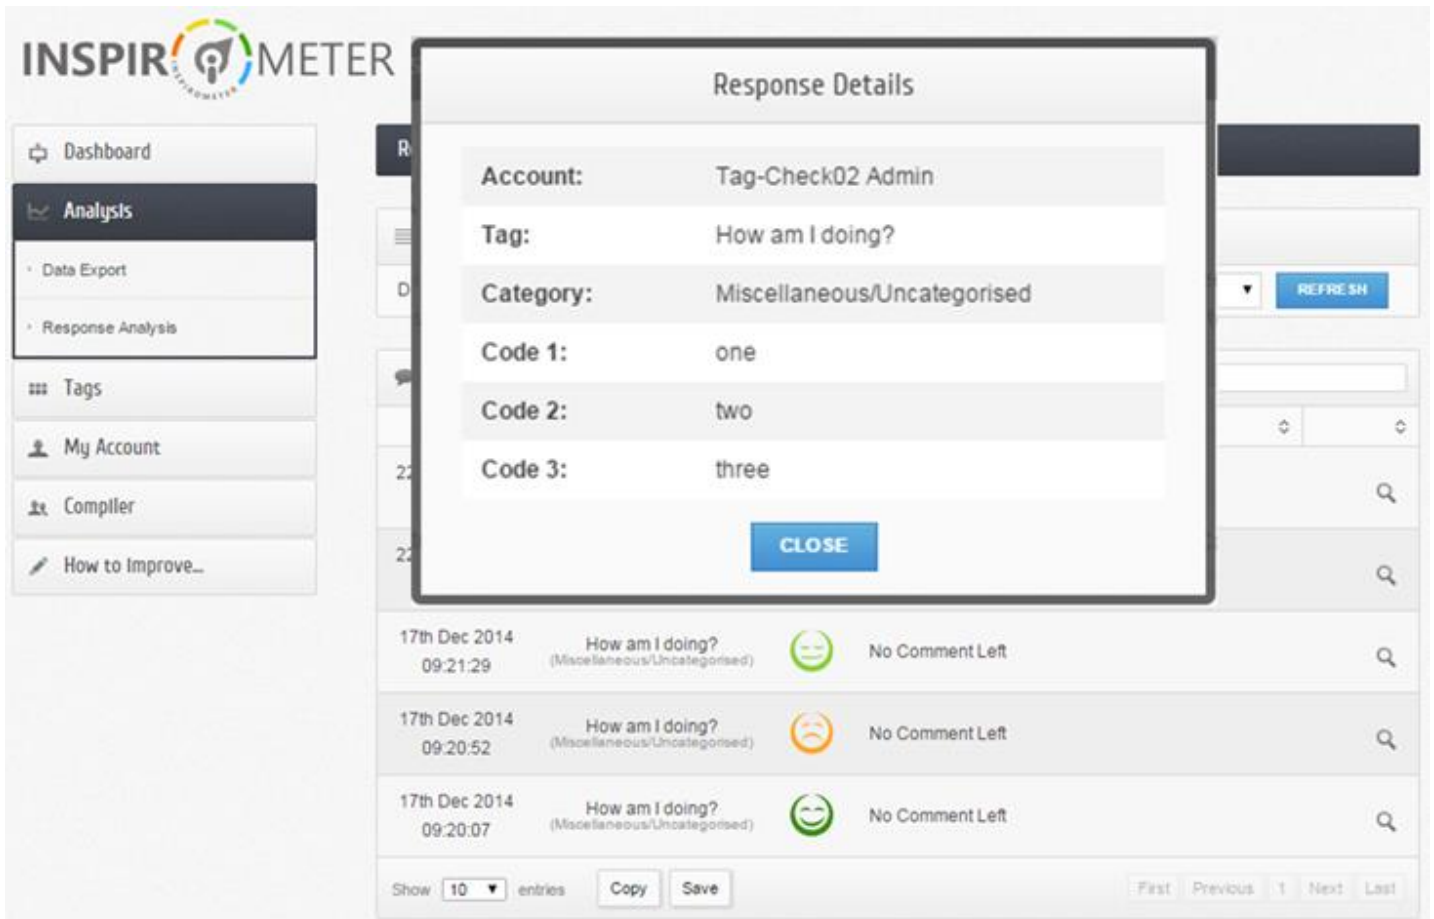 INSPIROMETER
INSPIROMETER
Dashboard
Analysis
Data Export
Response Analysis
Tags
My Account
Compiler
How to Improve...
R
D
REFRESH
22
22
Response Details
Account: Tag-Check02 Admin
Tag: How am I doing?
Category: Miscellaneous/Uncategorised
Code 1: one
Code 2: two
Code 3: three
CLOSE
17th Dec 2014
09:21:29
How am I doing?
(Miscellaneous/Uncategorised)
No Comment Left
17th Dec 2014
09:20:52
How am I doing?
(Miscellaneous/Uncategorised)
No Comment Left
17th Dec 2014
09:20:07
How am I doing?
(Miscellaneous/Uncategorised)
No Comment Left
Show 10 entries Copy Save First Previous 1 Next Last